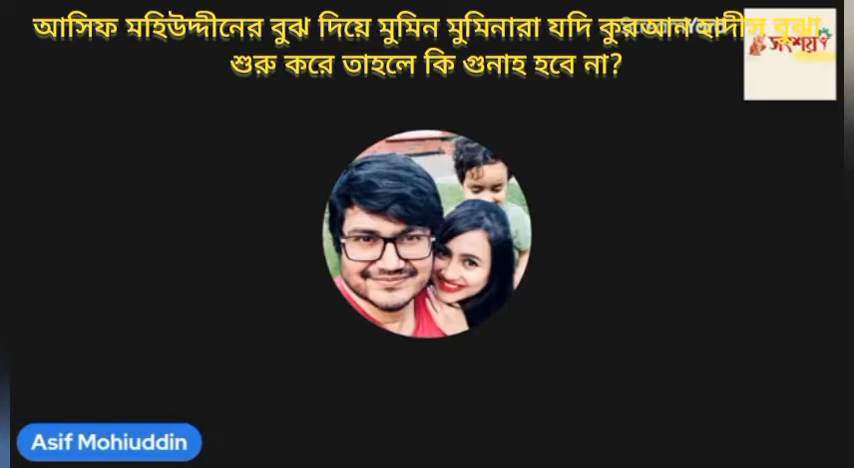 আসিফ মহিউদ্দীনের বুঝ দিয়ে মুমিন মুমিনারা যদি কুরআন হাদীস বুঝা
শুরু করে তাহলে কি গুনাহ হবে না?
সংশয়
Asif Mohiuddin